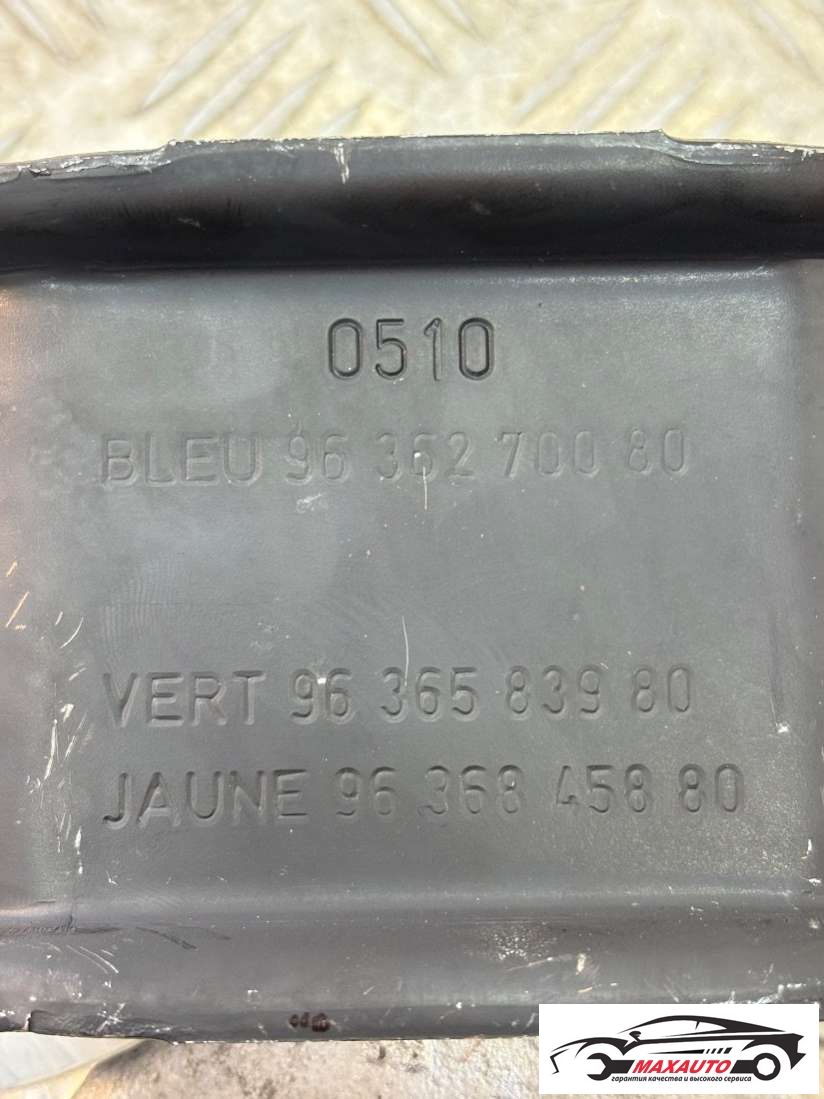 0510
BLEU 96 362 700 80
VERT 96 365 839 80
JAUNE 96 368 458 80
MAXAUTO
гарантия качества и высокого сервиса